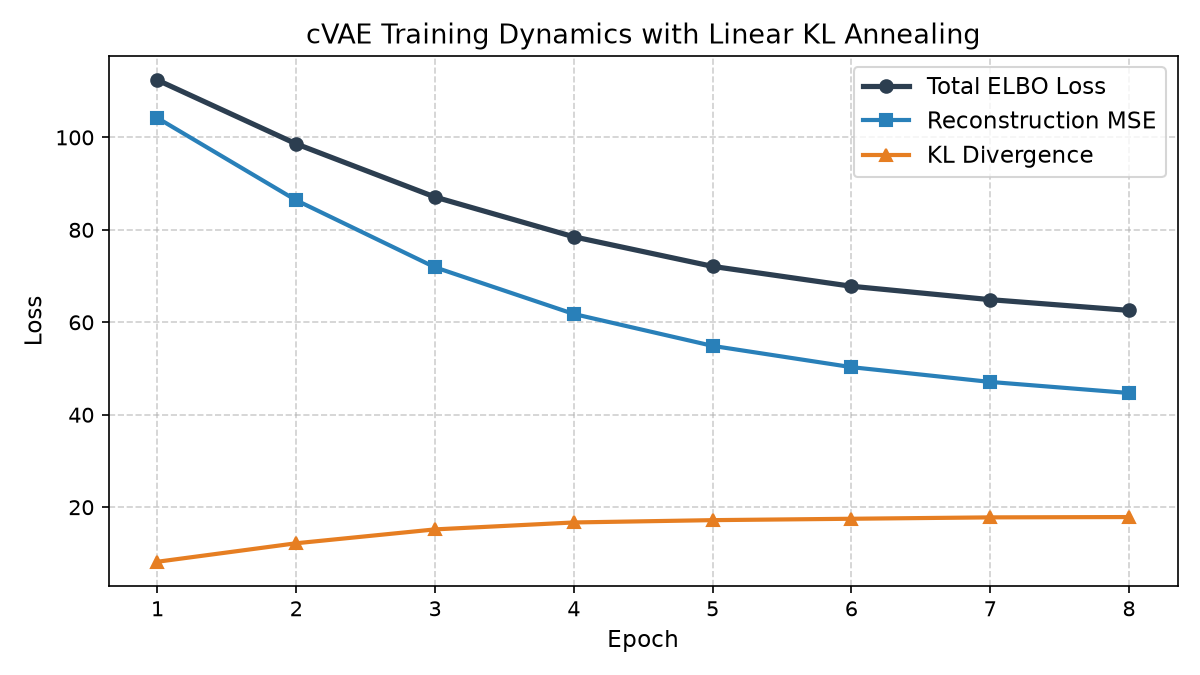 cVAE Training Dynamics with Linear KL Annealing
Total ELBO Loss
Reconstruction MSE
KL Divergence
Loss
100
80
60
40
20
1 2 3 4 5 6 7 8
Epoch